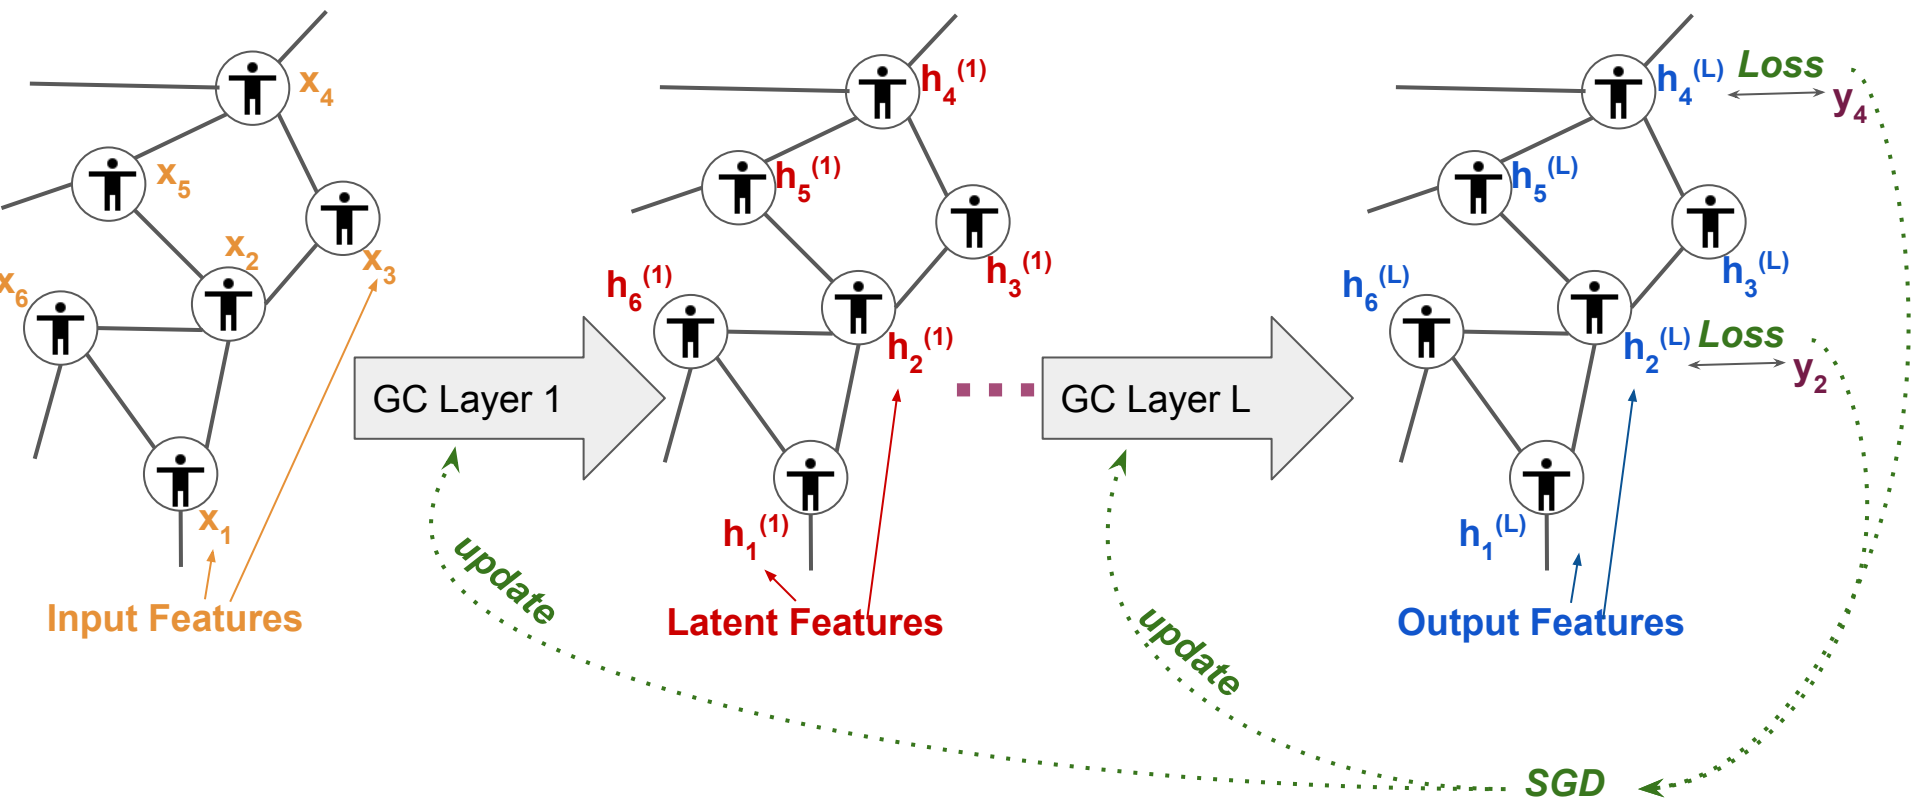 x4
x5
x2
x3
x6
x1
Input Features
GC Layer 1
update
h4(1)
h5(1)
h3(1)
h6(1)
h2(1)
h1(1)
Latent Features
GC Layer L
update
h4(L)
Loss
y4
h5(L)
h3(L)
h6(L)
h2(L)
Loss
y2
h1(L)
Output Features
SGD